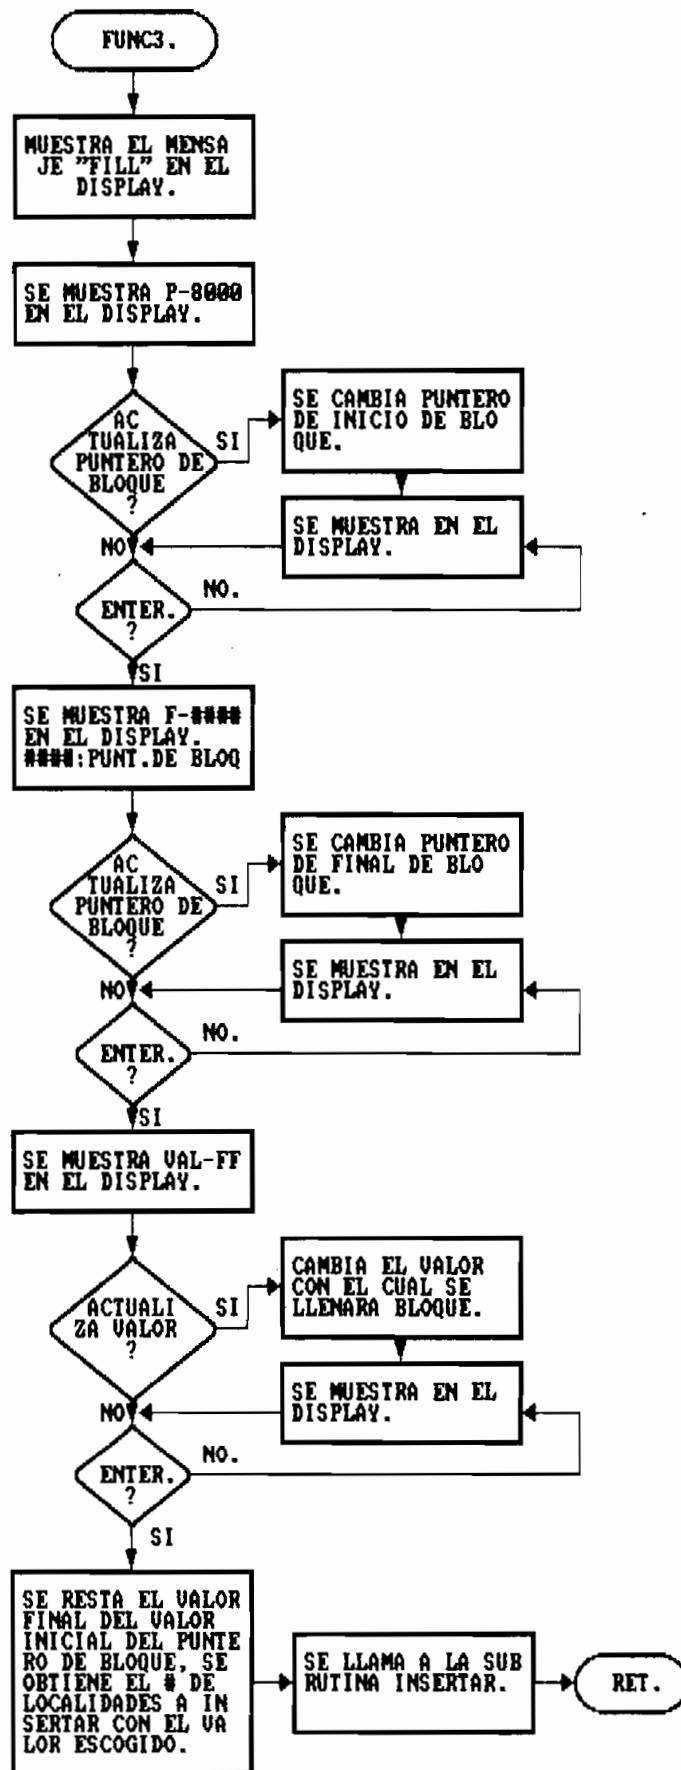 FUNC3.
MUESTRA EL MENSA
JE "FILL" EN EL
DISPLAY.
SE MUESTRA P-8000
EN EL DISPLAY.
AC
TUALIZA
PUNTERO DE
BLOQUE
?
SI
SE CAMBIA PUNTERO
DE INICIO DE BLO
QUE.
SE MUESTRA EN EL
DISPLAY.
NO
ENTER.
?
NO.
SI
SE MUESTRA F-####
EN EL DISPLAY.
####:PUNT.DE BLOQ
AC
TUALIZA
PUNTERO DE
BLOQUE
?
SI
SE CAMBIA PUNTERO
DE FINAL DE BLO
QUE.
SE MUESTRA EN EL
DISPLAY.
NO
ENTER.
?
NO.
SI
SE MUESTRA VAL-FF
EN EL DISPLAY.
ACTUALI
ZA VALOR
?
SI
CAMBIA EL VALOR
CON EL CUAL SE
LLENARA BLOQUE.
SE MUESTRA EN EL
DISPLAY.
NO
ENTER.
?
NO.
SI
SE RESTA EL VALOR
FINAL DEL VALOR
INICIAL DEL PUNTE
RO DE BLOQUE, SE
OBTIENE EL # DE
LOCALIDADES A IN
SERTAR CON EL VA
LOR ESCOGIDO.
SE LLAMA A LA SUB
RUTINA INSERTAR.
RET.